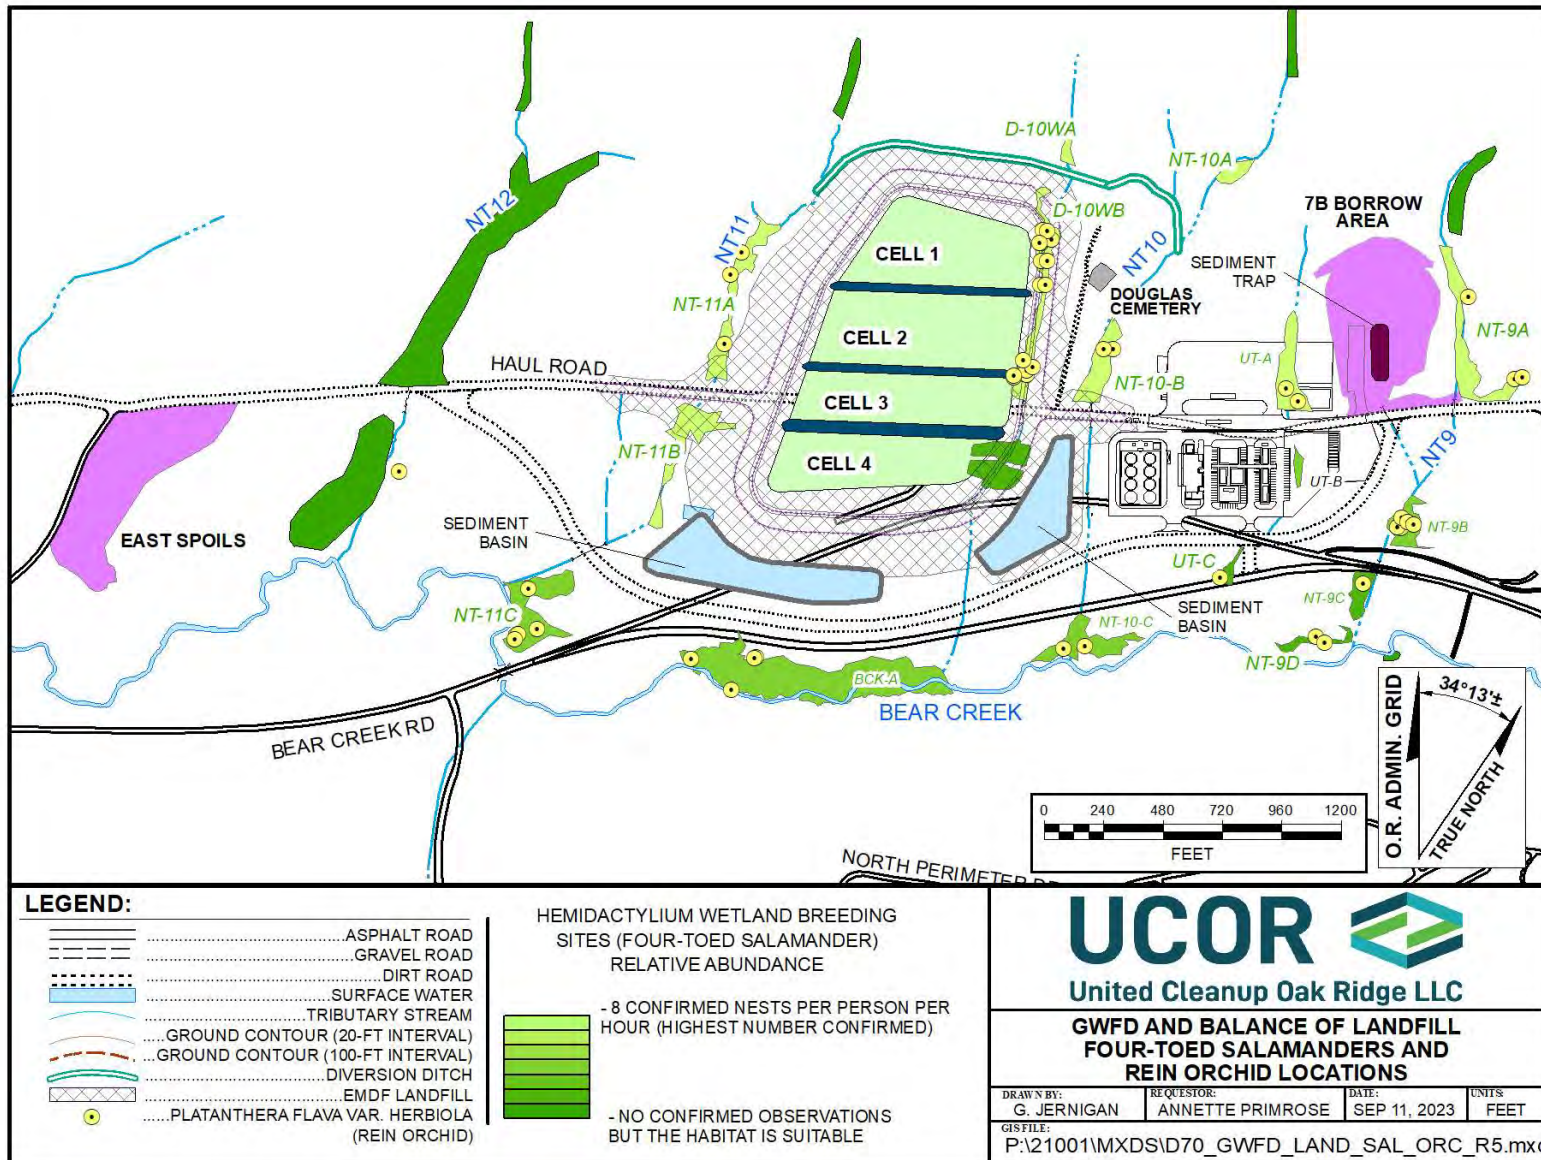 D-10WA
NT-10A
NT12
NT11
D-10WB
NT10
7B BORROW
AREA
SEDIMENT
TRAP
CELL 1
DOUGLAS
CEMETERY
NT-11A
CELL 2
UT-A
NT-9A
HAUL ROAD
NT-10-B
CELL 3
NT-11B
CELL 4
NT9
UT-B
SEDIMENT
BASIN
EAST SPOILS
NT-9B
UT-C
NT-11C
SEDIMENT
BASIN
NT-9C
NT-10-C
NT-9D
BCK-A
BEAR CREEK
BEAR CREEK RD
O.R. ADMIN. GRID
34°13'±
TRUE NORTH
0 240 480 720 960 1200
FEET
NORTH PERIMETER
LEGEND:
ASPHALT ROAD
GRAVEL ROAD
DIRT ROAD
SURFACE WATER
TRIBUTARY STREAM
GROUND CONTOUR (20-FT INTERVAL)
GROUND CONTOUR (100-FT INTERVAL)
DIVERSION DITCH
EMDF LANDFILL
PLATANTHERA FLAVA VAR. HERBIOLA
(REIN ORCHID)
HEMIDACTYLIUM WETLAND BREEDING
SITES (FOUR-TOED SALAMANDER)
RELATIVE ABUNDANCE
- 8 CONFIRMED NESTS PER PERSON PER
HOUR (HIGHEST NUMBER CONFIRMED)
- NO CONFIRMED OBSERVATIONS
BUT THE HABITAT IS SUITABLE
UCOR
United Cleanup Oak Ridge LLC
GWFD AND BALANCE OF LANDFILL
FOUR-TOED SALAMANDERS AND
REIN ORCHID LOCATIONS
DRAWN BY:
G. JERNIGAN
REQUESTOR:
ANNETTE PRIMROSE
DATE:
SEP 11, 2023
UNITS:
FEET
GIS FILE:
P:\21001\MXDS\D70_GWFD_LAND_SAL_ORC_R5.mxd